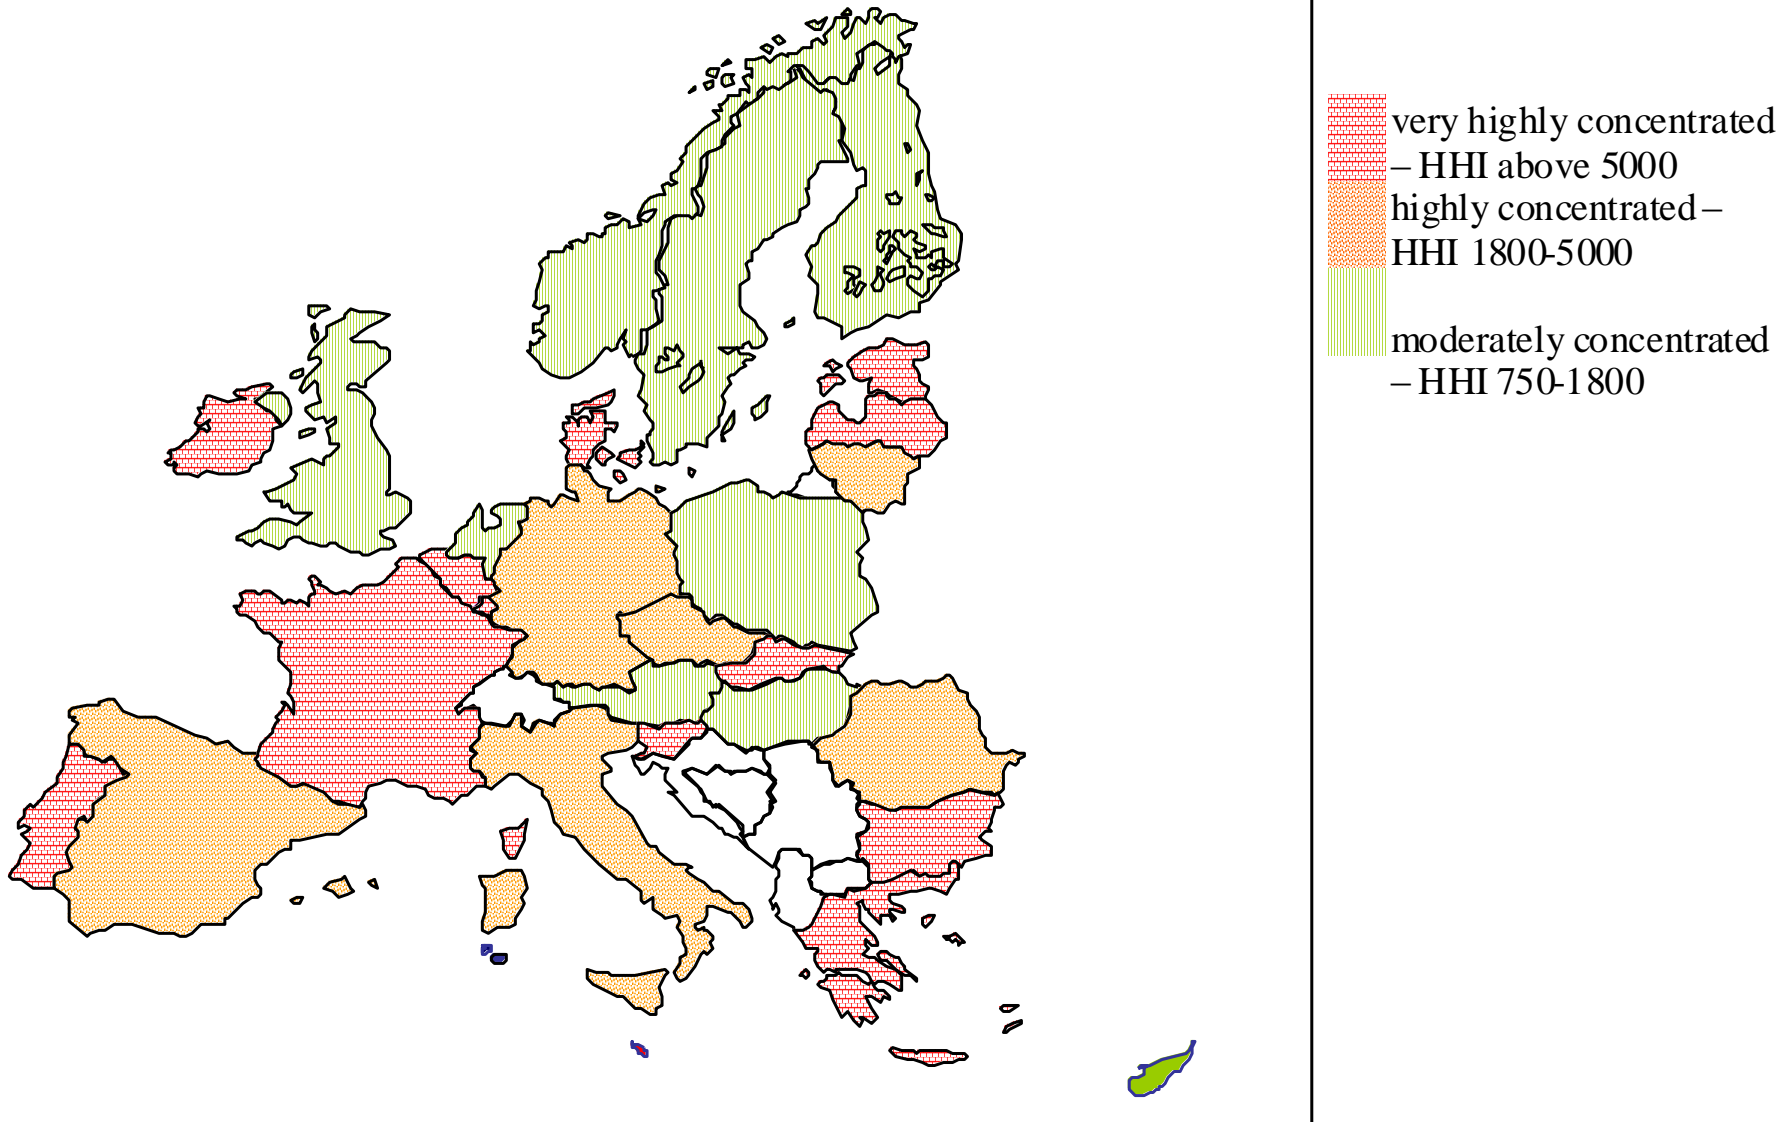 very highly concentrated
– HHI above 5000
highly concentrated –
HHI 1800-5000
moderately concentrated
– HHI 750-1800